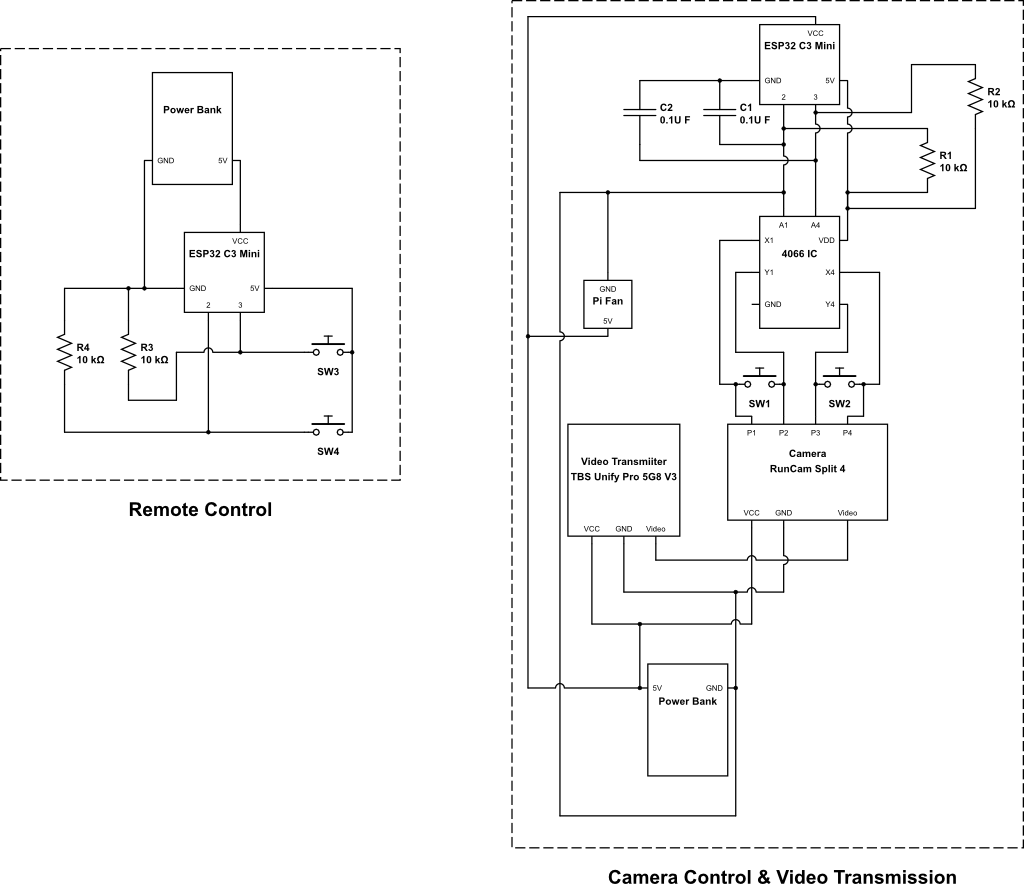 Power Bank
GND
5V
VCC
ESP32 C3 Mini
GND
5V
2
3
R4
10 kΩ
R3
10 kΩ
SW3
SW4
Remote Control
VCC
ESP32 C3 Mini
GND
5V
2
3
C2
0.1U F
C1
0.1U F
R2
10 kΩ
R1
10 kΩ
A1
A4
X1
VDD
4066 IC
Y1
X4
GND
Y4
GND
Pi Fan
5V
SW1
SW2
P1
P2
P3
P4
Camera
RunCam Split 4
VCC
GND
Video
Video Transmiiter
TBS Unify Pro 5G8 V3
VCC
GND
Video
5V
GND
Power Bank
Camera Control & Video Transmission